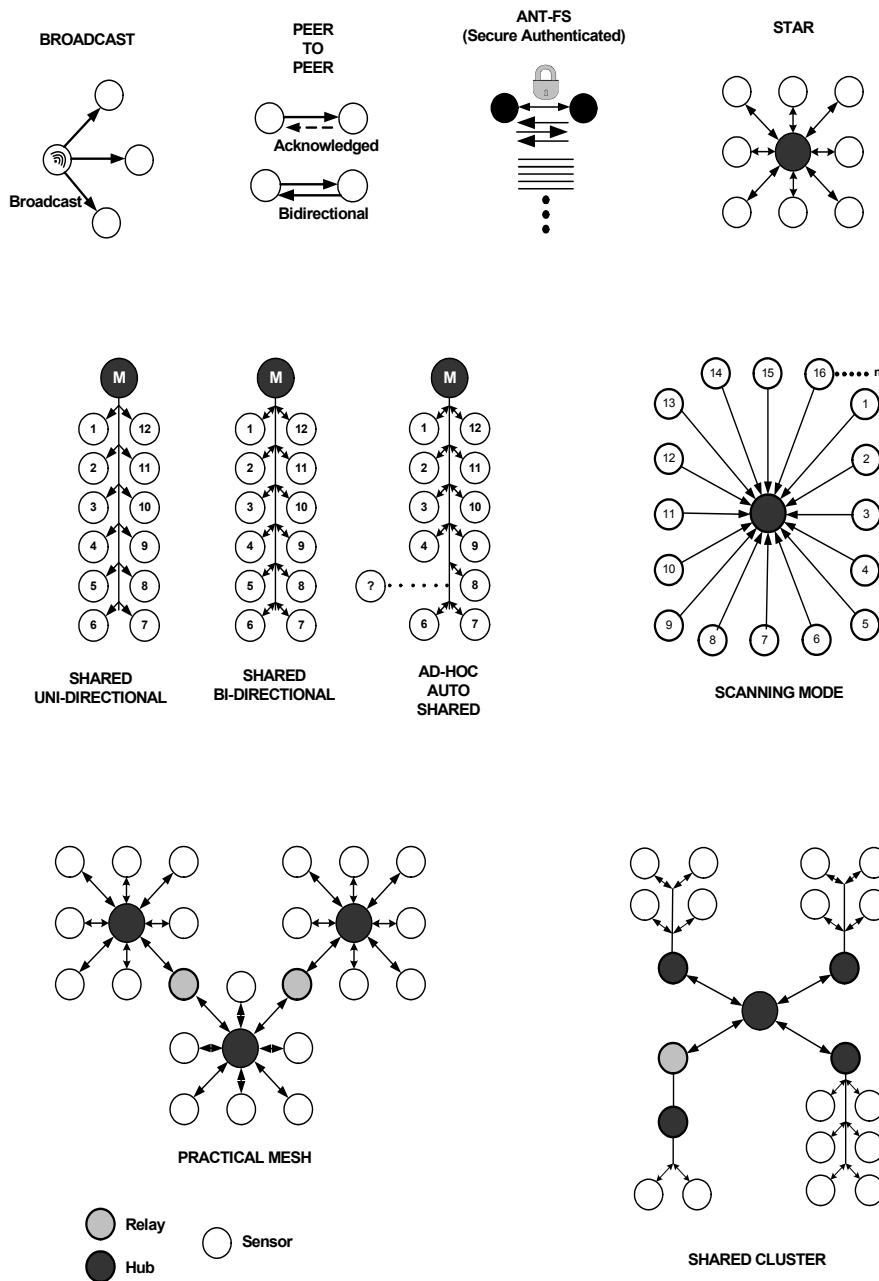 BROADCAST
Broadcast
PEER
TO
PEER
Acknowledged
Bidirectional
ANT-FS
(Secure Authenticated)
STAR
M
1 12
2 11
3 10
4 9
5 8
6 7
SHARED
UNI-DIRECTIONAL
M
1 12
2 11
3 10
4 9
5 8
6 7
SHARED
BI-DIRECTIONAL
M
1 12
2 11
3 10
4 9
? 8
6 7
AD-HOC
AUTO
SHARED
14 15 16 n
13 1
12 2
11 3
10 4
9 5
8 7 6
SCANNING MODE
PRACTICAL MESH
Relay
Hub
Sensor
SHARED CLUSTER